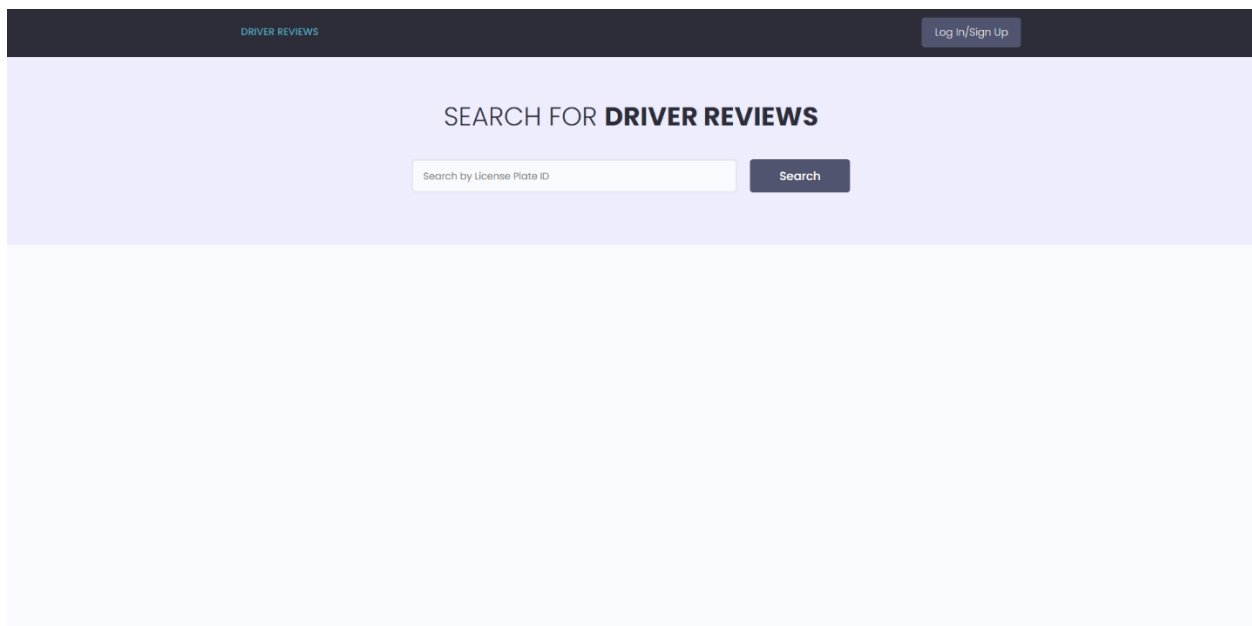 DRIVER REVIEWS
Log In/Sign Up
SEARCH FOR DRIVER REVIEWS
Search by License Plate ID
Search